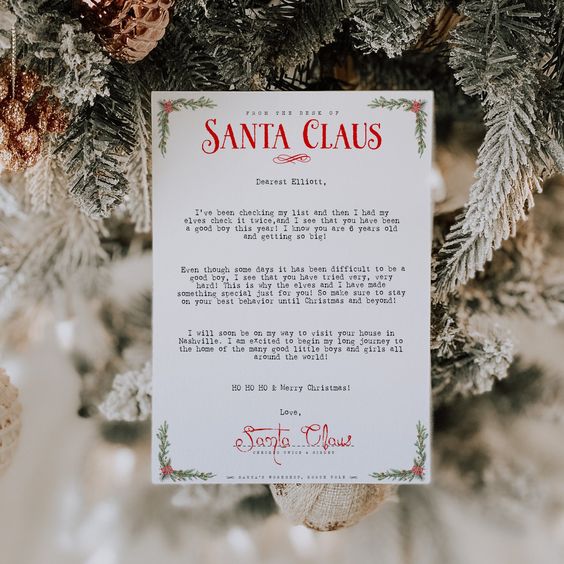 FROM THE DESK OF
SANTA CLAUS
Dearest Elliott,
I've been checking my list and then I had my
elves check it twice,and I see that you have been
a good boy this year! I know you are 6 years old
and getting so big!
Even though some days it has been difficult to be a
good boy, I see that you have tried very, very
hard! This is why the elves and I have made
something special just for you! So make sure to stay
on your best behavior until Christmas and beyond!
I will soon be on my way to visit your house in
Nashville. I am excited to begin my long journey to
the home of the many good little boys and girls all
around the world!
HO HO HO & Merry Christmas!
Love,
Santa Claus
CHECKED TWICE & SIGNED
SANTA'S WORKSHOP, NORTH POLE